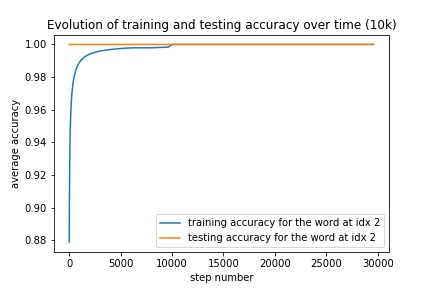 Evolution of training and testing accuracy over time (10k)
average accuracy
1.00
0.98
0.96
0.94
0.92
0.90
0.88
training accuracy for the word at idx 2
testing accuracy for the word at idx 2
0
5000
10000
15000
20000
25000
30000
step number